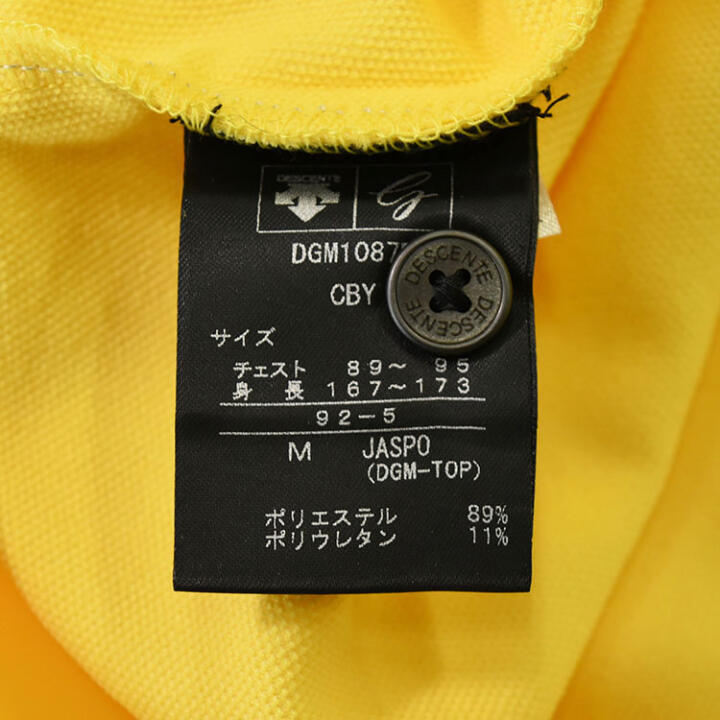 DESCENTE
DGM1087
CBY
DESCENTE DESCENTE
サイズ
チェスト 89～ 95
身 長 167～173
92-5
M JASPO
(DGM-TOP)
ポリエステル 89%
ポリウレタン 11%